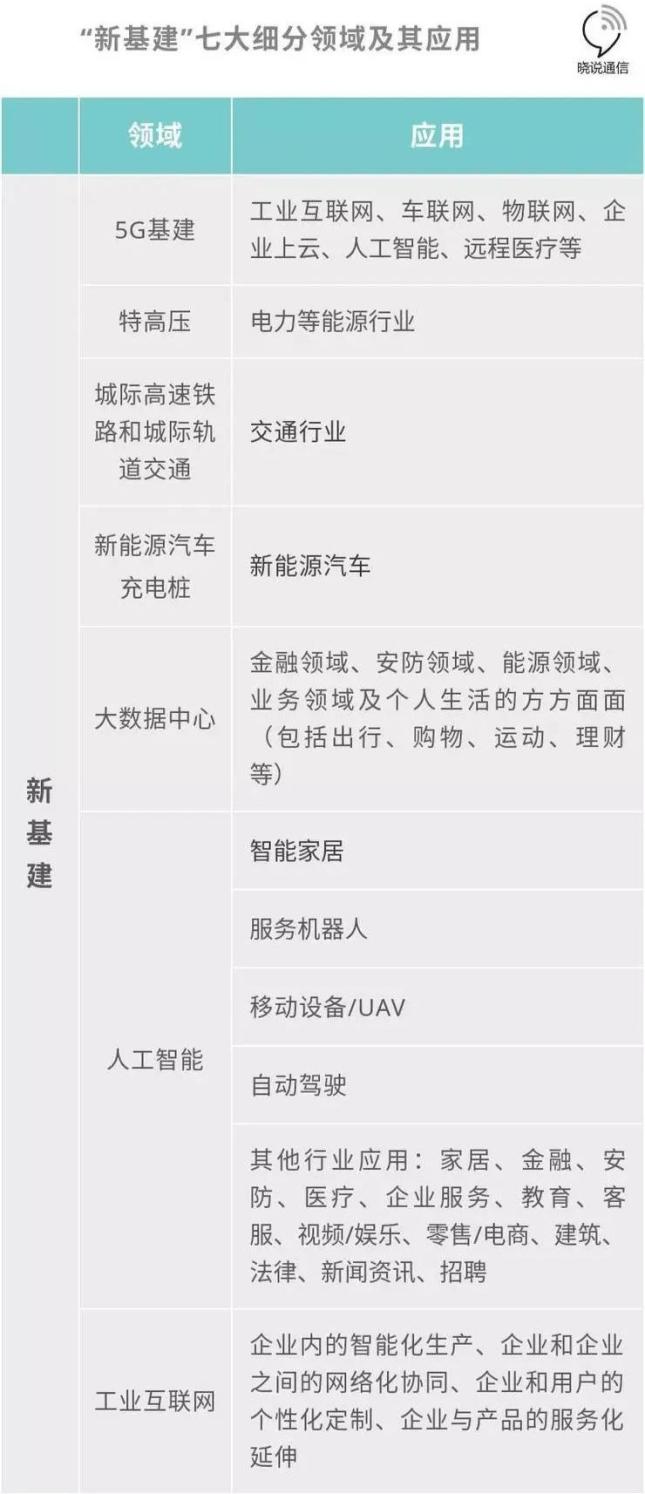 “新基建”七大细分领域及其应用
晓说通信
领域
应用
新
基
建
5G基建
工业互联网、车联网、物联网、企
业上云、人工智能、远程医疗等
特高压
电力等能源行业
城际高速铁
路和城际轨
道交通
交通行业
新能源汽车
充电桩
新能源汽车
大数据中心
金融领域、安防领域、能源领域、
业务领域及个人生活的方方面面
（包括出行、购物、运动、理财
等）
人工智能
智能家居
服务机器人
移动设备/UAV
自动驾驶
其他行业应用：家居、金融、安
防、医疗、企业服务、教育、客
服、视频/娱乐、零售/电商、建筑、
法律、新闻资讯、招聘
工业互联网
企业内的智能化生产、企业和企业
之间的网络化协同、企业和用户的
个性化定制、企业与产品的服务化
延伸